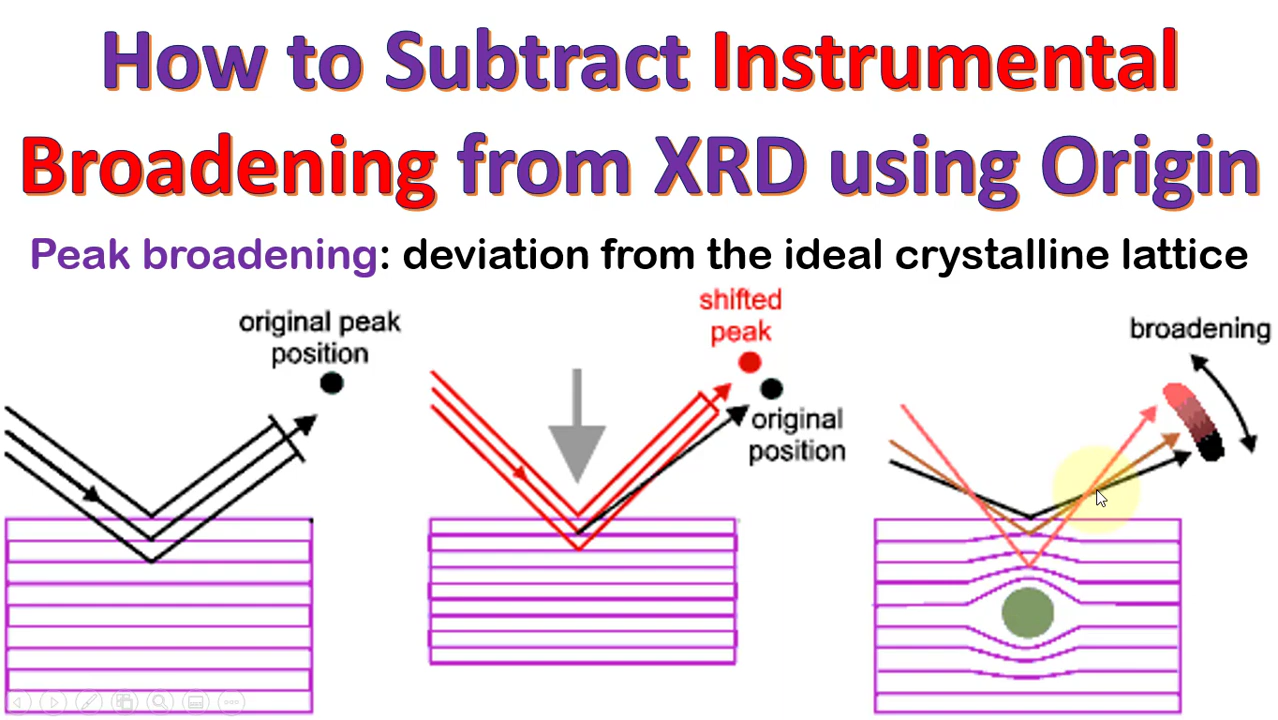 How to Subtract Instrumental
Broadening from XRD using Origin
Peak broadening: deviation from the ideal crystalline lattice
original peak
position
shifted
peak
original
position
broadening